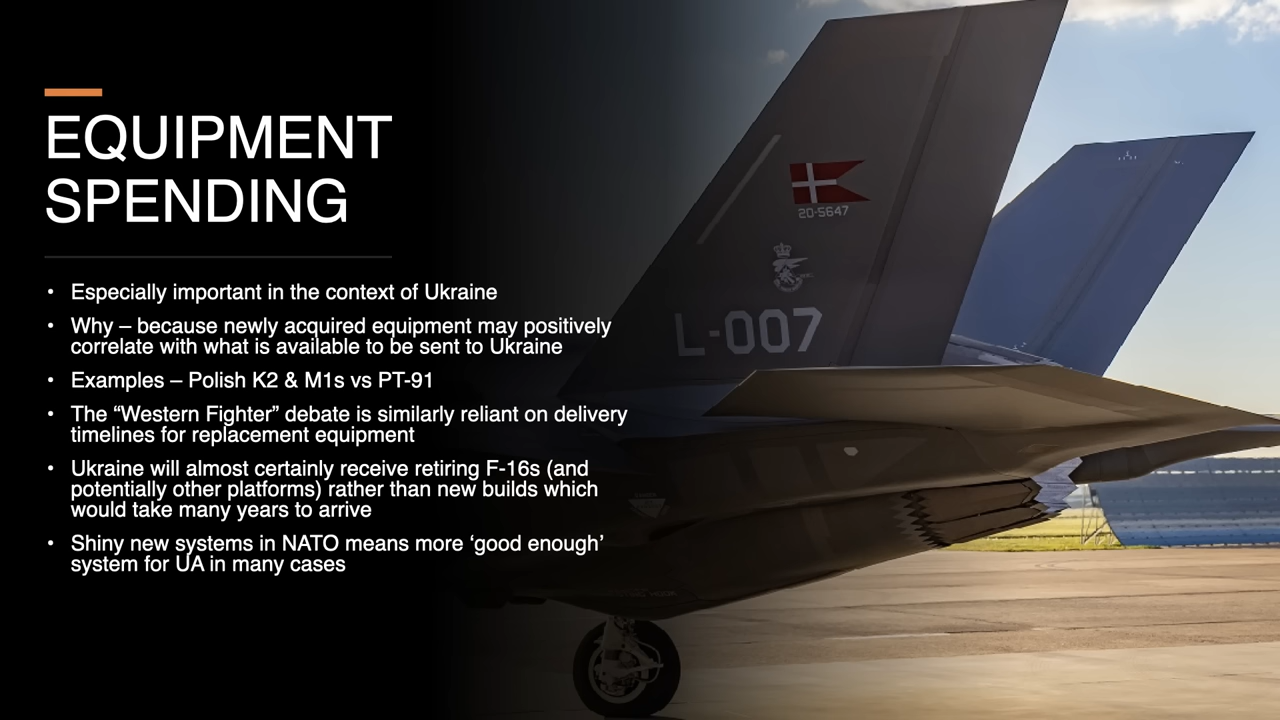 EQUIPMENT
SPENDING
• Especially important in the context of Ukraine
• Why – because newly acquired equipment may positively
correlate with what is available to be sent to Ukraine
• Examples – Polish K2 & M1s vs PT-91
• The “Western Fighter” debate is similarly reliant on delivery
timelines for replacement equipment
• Ukraine will almost certainly receive retiring F-16s (and
potentially other platforms) rather than new builds which
would take many years to arrive
• Shiny new systems in NATO means more ‘good enough’
system for UA in many cases
20-5647
L-007